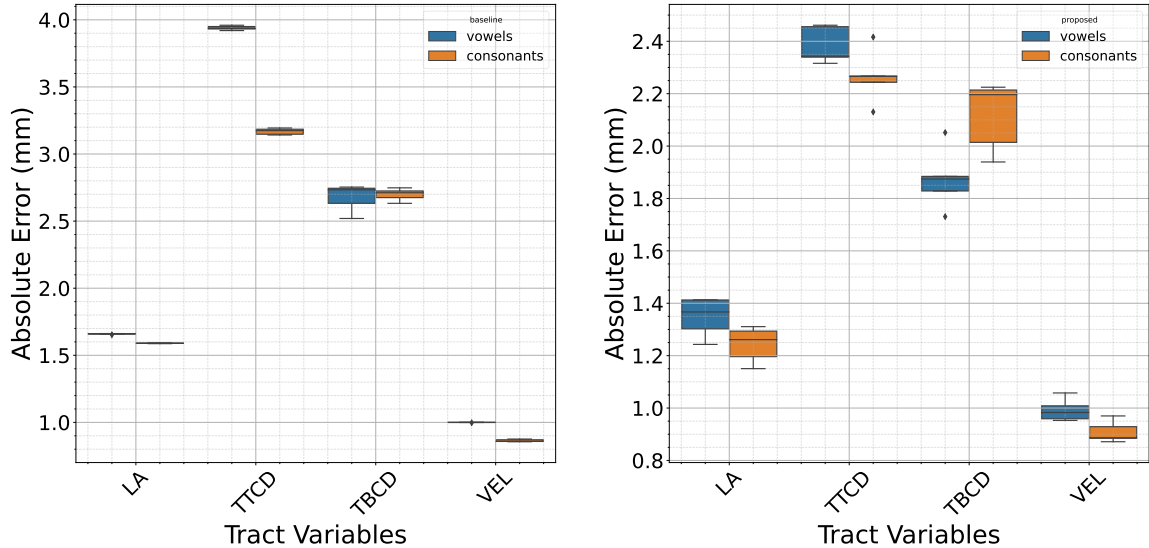 baseline
vowels
consonants
Absolute Error (mm)
4.0
3.5
3.0
2.5
2.0
1.5
1.0
LA
TTCD
TBCD
VEL
Tract Variables
proposed
vowels
consonants
Absolute Error (mm)
2.4
2.2
2.0
1.8
1.6
1.4
1.2
1.0
0.8
LA
TTCD
TBCD
VEL
Tract Variables